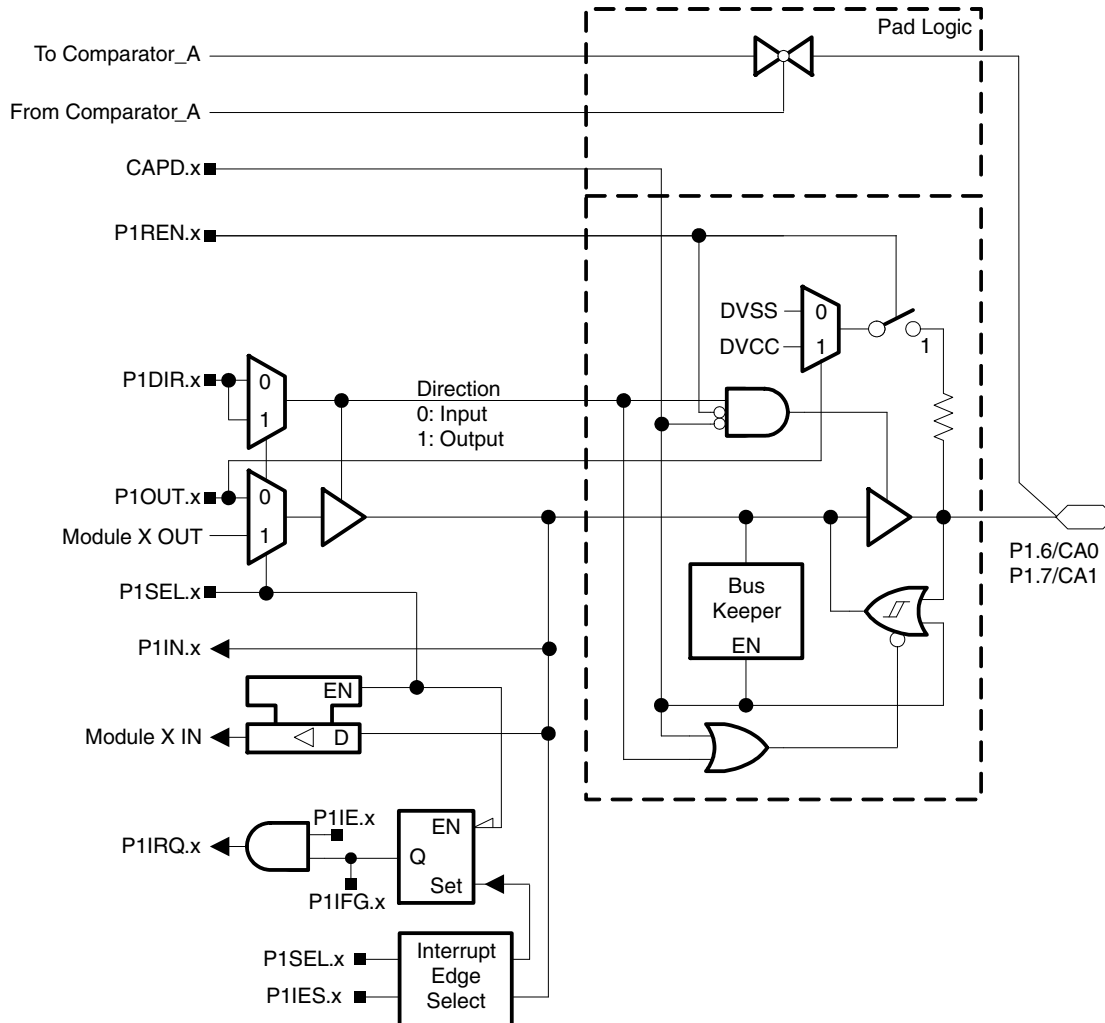 Pad Logic
To Comparator_A
From Comparator_A
CAPD.x
P1REN.x
DVSS
0
DVCC
1
1
P1DIR.x
0
1
Direction
0: Input
1: Output
P1OUT.x
0
Module X OUT
1
P1SEL.x
P1.6/CA0
P1.7/CA1
Bus
Keeper
EN
P1IN.x
EN
Module X IN
D
P1IE.x
P1IRQ.x
EN
Q
Set
P1IFG.x
P1SEL.x
P1IES.x
Interrupt
Edge
Select